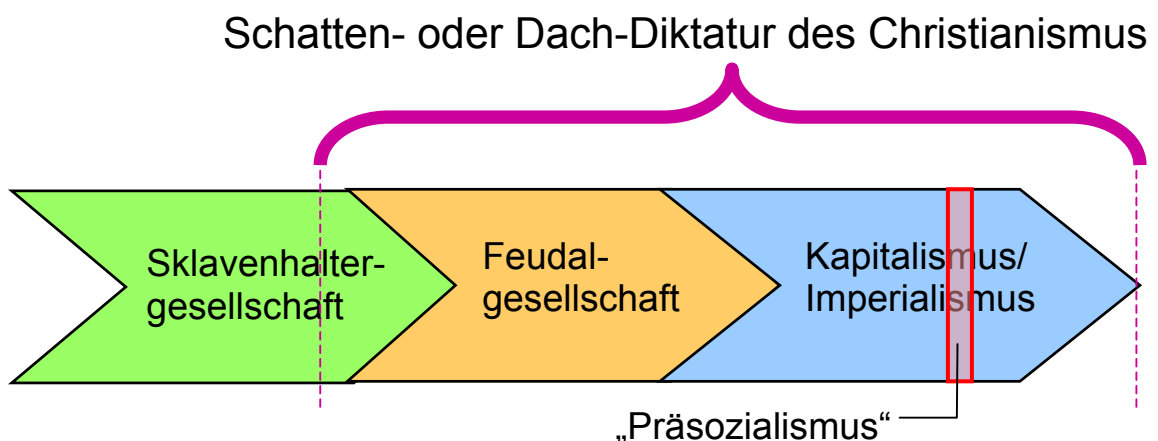 Schatten- oder Dach-Diktatur des Christianismus
Sklavenhalter-
gesellschaft
Feudal-
gesellschaft
Kapitalismus/
Imperialismus
„Präsozialismus“